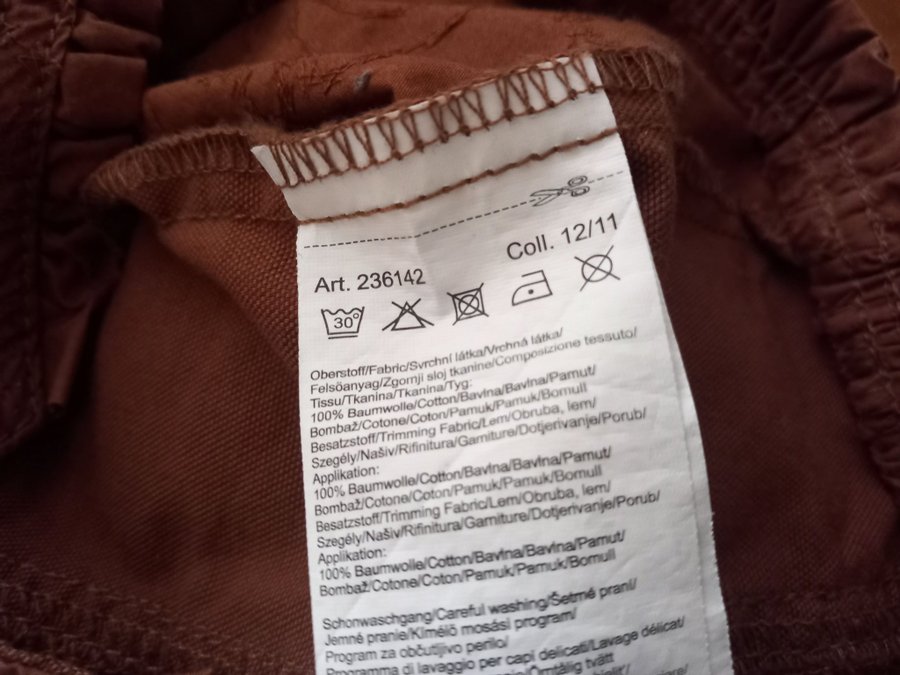 Art. 236142 Coll. 12/11
30°
Oberstoff/Fabric/Svrchní látka/Vrchná látka/
Felsöanyag/Zgornji sloj tkanine/Composizione tessuto/
Tissu/Tkanina/Tkanina/Tyg:
100% Baumwolle/Cotton/Bavlna/Bavlna/Pamut/
Bombaž/Cotone/Coton/Pamuk/Pamuk/Bomull
Besatzstoff/Trimming Fabric/Lem/Obruba, lem/
Szegély/Našiv/Rifinitura/Garniture/Dotjerivanje/Porub/
Applikation:
100% Baumwolle/Cotton/Bavlna/Bavlna/Pamut/
Bombaž/Cotone/Coton/Pamuk/Pamuk/Bomull
Besatzstoff/Trimming Fabric/Lem/Obruba, lem/
Szegély/Našiv/Rifinitura/Garniture/Dotjerivanje/Porub/
Applikation:
100% Baumwolle/Cotton/Bavlna/Bavlna/Pamut/
Bombaž/Cotone/Coton/Pamuk/Pamuk/Bomull
Schonwaschgang/Careful washing/Šetrné praní/
Jemné pranie/Kímélö mosási program/
Program za občutljivo perilo/
Programma di lavaggio per capi delicati/Lavage délicat/
Omtålig tvätt